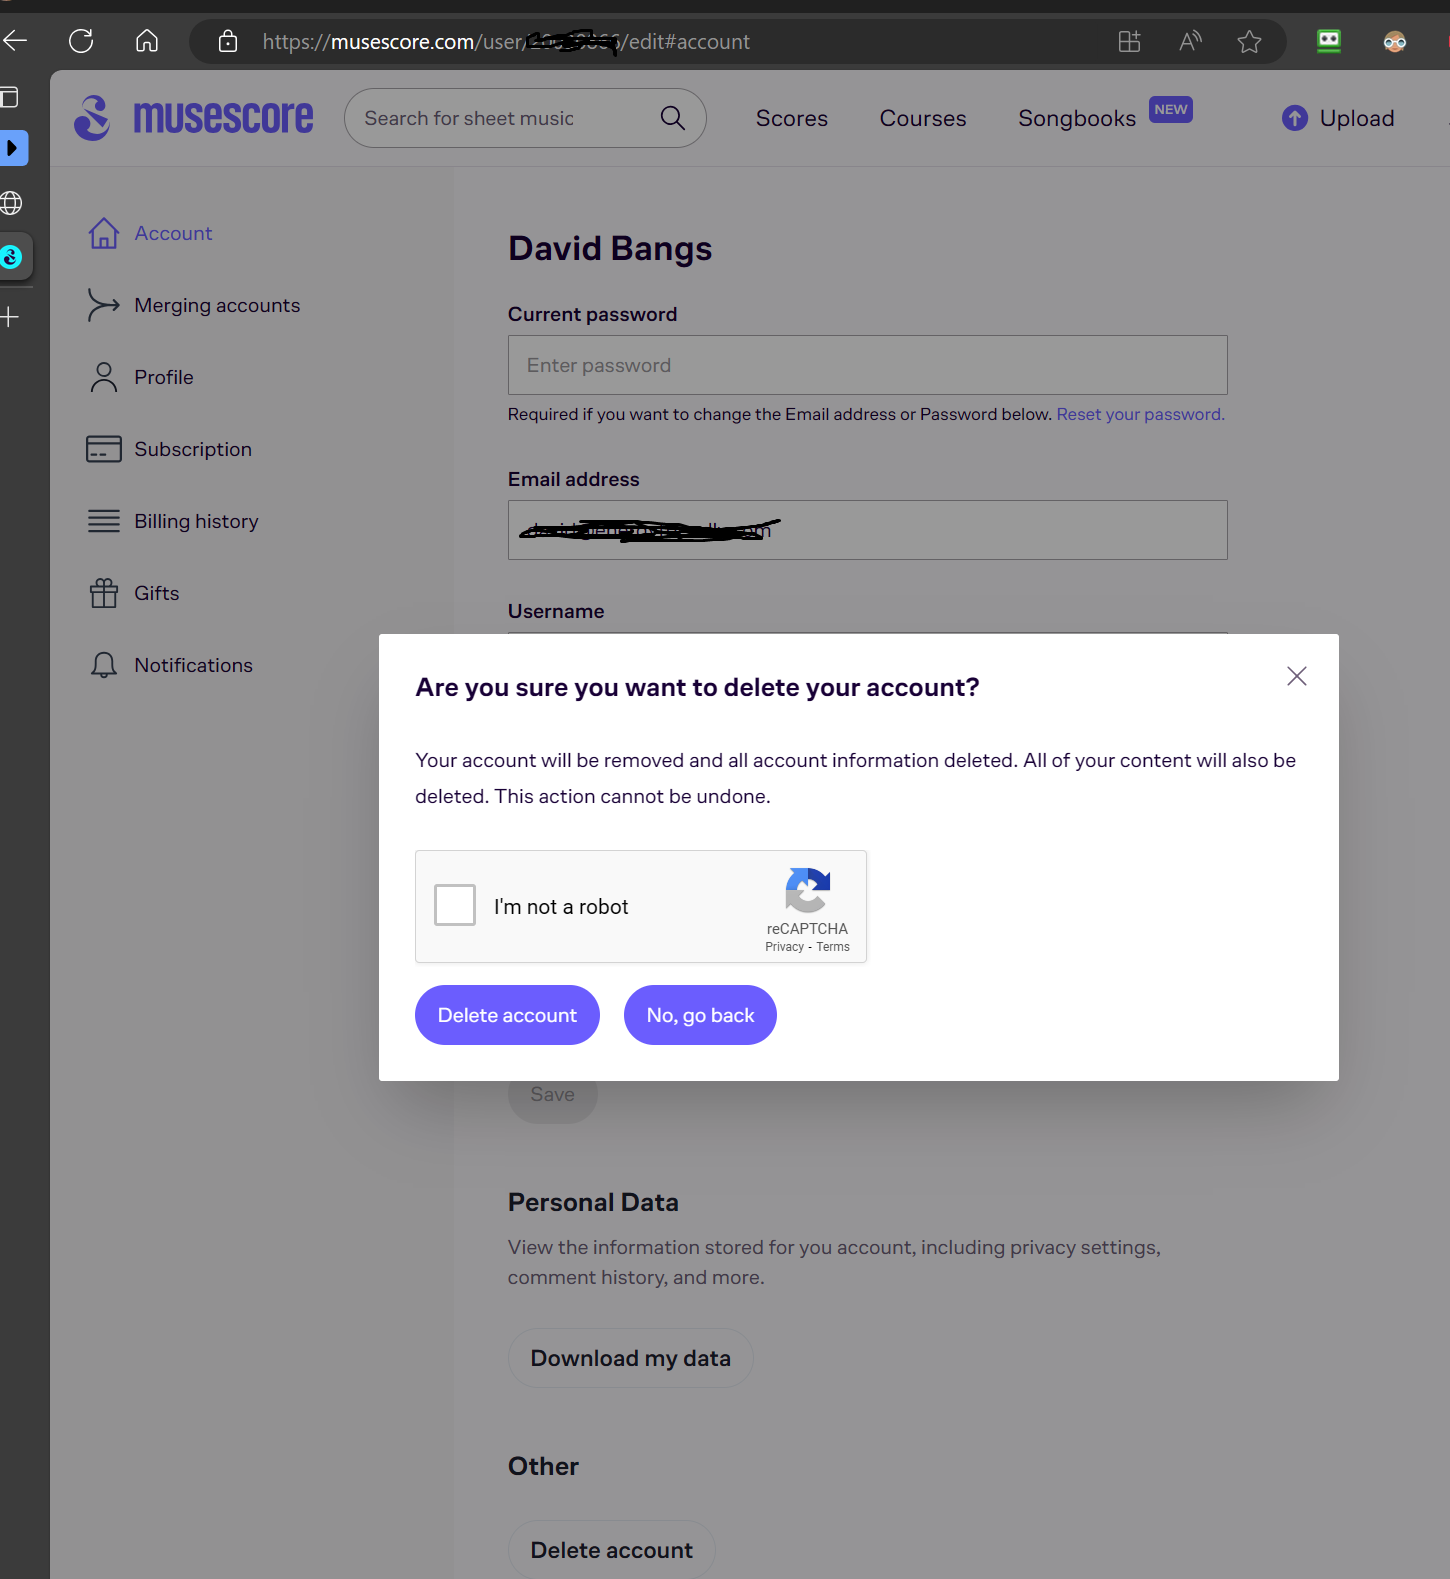 https://musescore.com/user/ /edit#account
musescore
Search for sheet music
Scores
Courses
Songbooks
NEW
Upload
Account
Merging accounts
Profile
Subscription
Billing history
Gifts
Notifications
David Bangs
Current password
Enter password
Required if you want to change the Email address or Password below. Reset your password.
Email address
Username
Are you sure you want to delete your account?
Your account will be removed and all account information deleted. All of your content will also be
deleted. This action cannot be undone.
I'm not a robot
reCAPTCHA
Privacy - Terms
Delete account
No, go back
Save
Personal Data
View the information stored for you account, including privacy settings,
comment history, and more.
Download my data
Other
Delete account